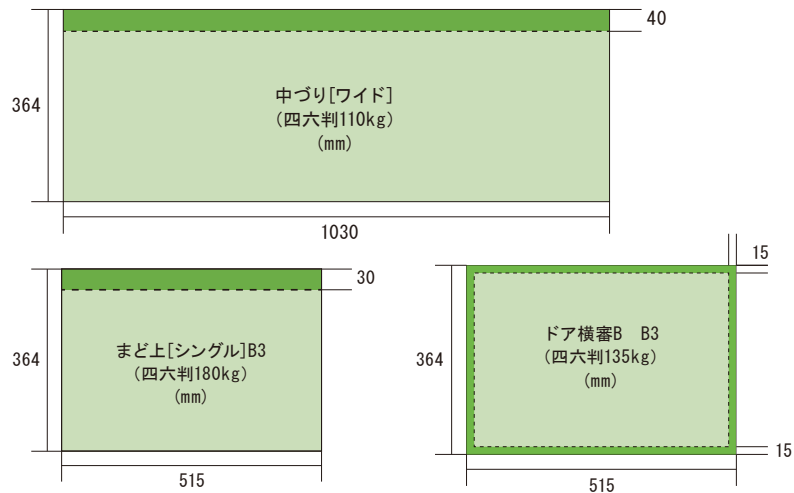 40
364
中づり[ワイド]
(四六判110kg)
(mm)
1030
30
364
まど上[シングル]B3
(四六判180kg)
(mm)
515
15
364
ドア横審B　B3
(四六判135kg)
(mm)
15
515